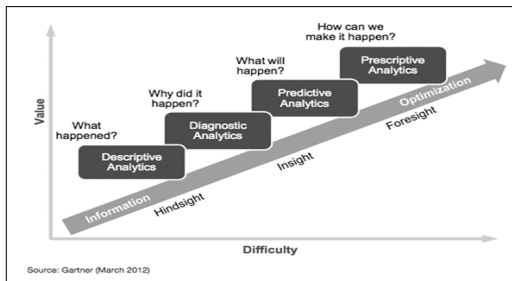 How can we
make it happen?
Prescriptive
Analytics
What will
happen?
Predictive
Analytics
Why did it
happen?
Diagnostic
Analytics
What
happened?
Descriptive
Analytics
Value
Information
Optimization
Hindsight
Insight
Foresight
Difficulty
Source: Gartner (March 2012)